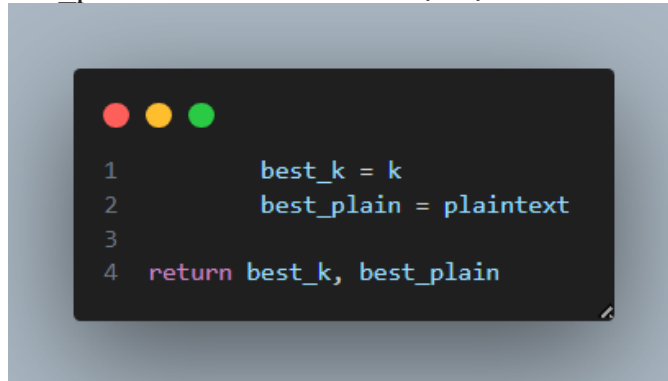 1         best_k = k
2         best_plain = plaintext
3
4  return best_k, best_plain